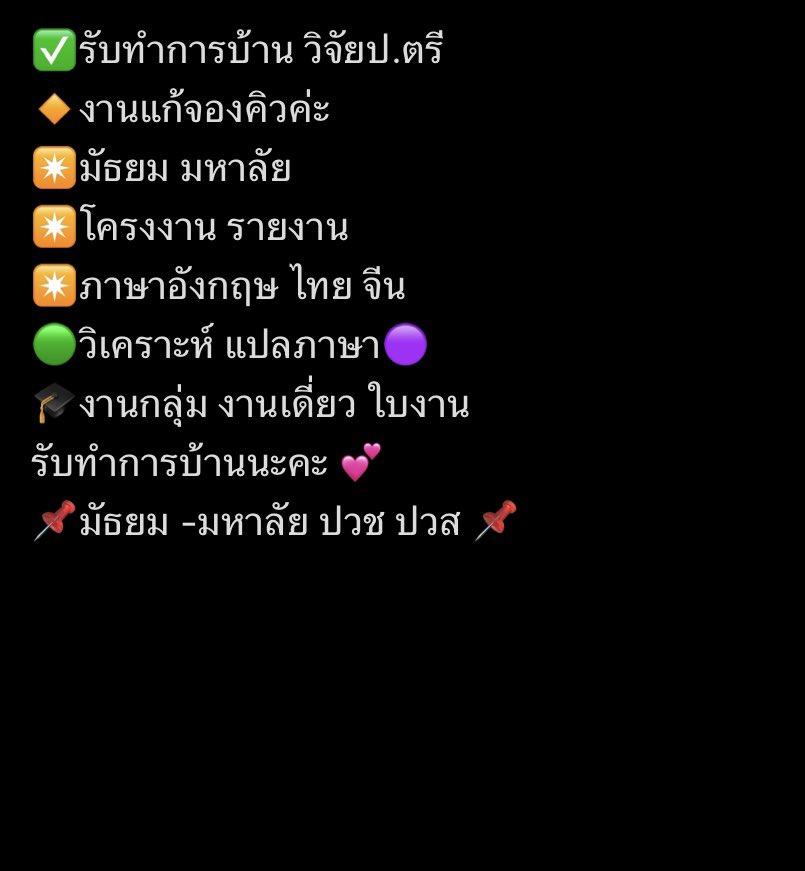 ✅รับทำการบ้าน วิจัยป.ตรี
🔸งานแก้จองคิวค่ะ
✴️มัธยม มหาลัย
✴️โครงงาน รายงาน
✴️ภาษาอังกฤษ ไทย จีน
🟢วิเคราะห์ แปลภาษา🟣
🎓งานกลุ่ม งานเดี่ยว ใบงาน
รับทำการบ้านนะคะ 💕
📌มัธยม -มหาลัย ปวช ปวส 📌